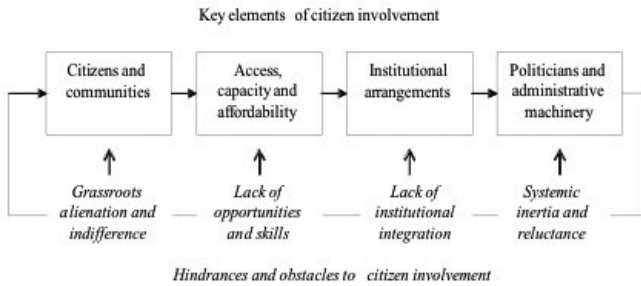 Key elements of citizen involvement
Citizens and
communities
Access,
capacity and
affordability
Institutional
arrangements
Politicians and
administrative
machinery
Grassroots
alienation and
indifference
Lack of
opportunities
and skills
Lack of
institutional
integration
Systemic
inertia and
reluctance
Hindrances and obstacles to citizen involvement